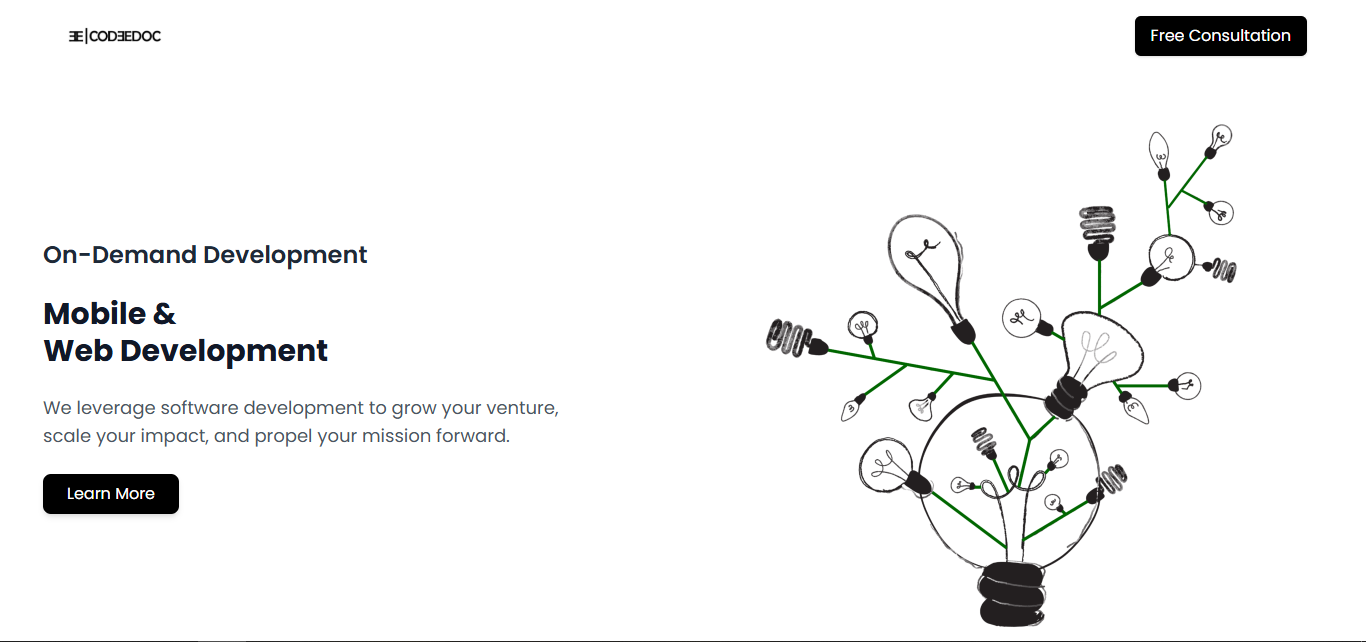 ƎE|CODƎEDOC
Free Consultation
On-Demand Development
Mobile &
Web Development
We leverage software development to grow your venture,
scale your impact, and propel your mission forward.
Learn More